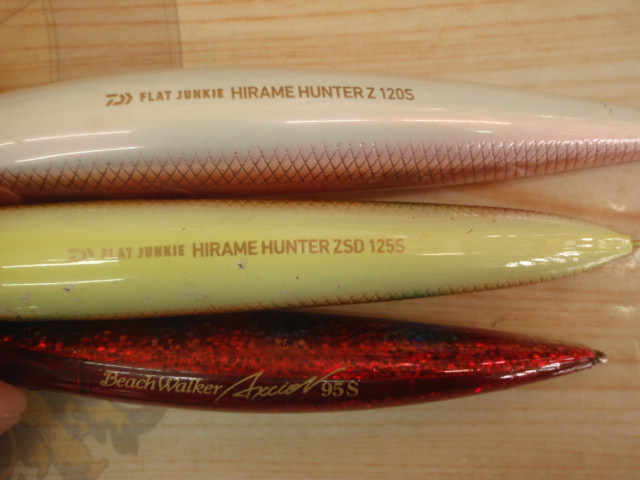 FLAT JUNKIE HIRAME HUNTER Z 120S
FLAT JUNKIE HIRAME HUNTER ZSD 125S
BeachWalker Axcion 95S